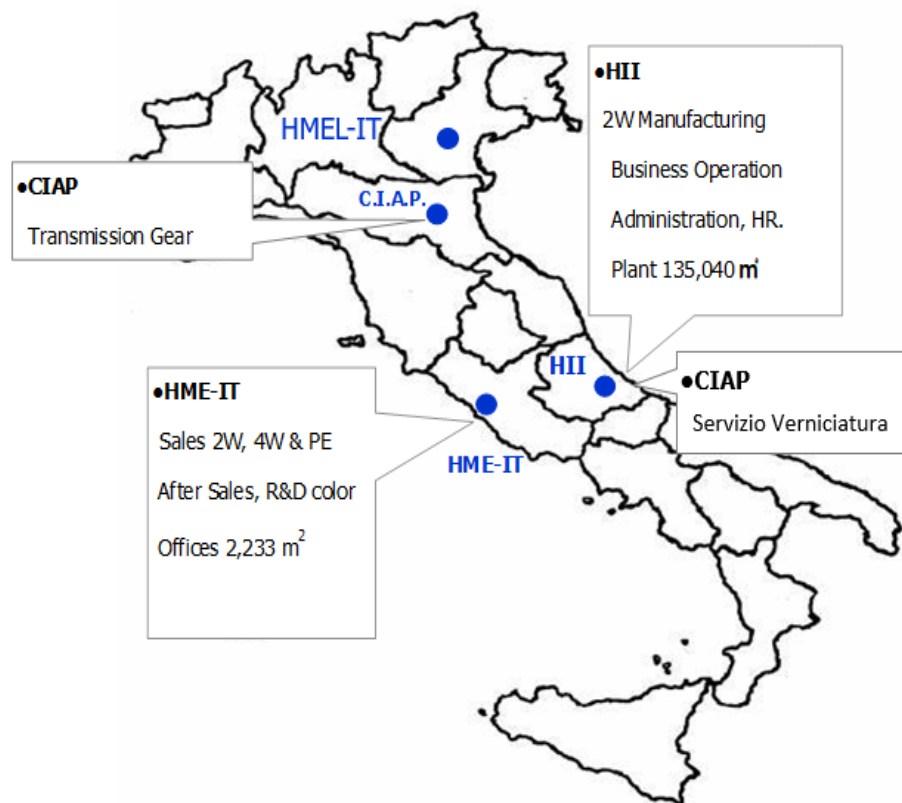 •HII
2W Manufacturing
Business Operation
Administration, HR.
Plant 135,040 ㎡
HMEL-IT
•CIAP
Transmission Gear
C.I.A.P.
HII
•CIAP
Servizio Verniciatura
•HME-IT
Sales 2W, 4W & PE
After Sales, R&D color
Offices 2,233 m²
HME-IT